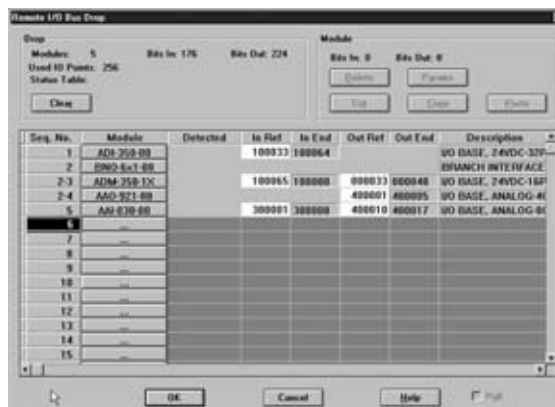 Remote I/O Bus Drop
Drop
Modules: 5 Bits In: 176 Bits Out: 224
Used IO Points: 256
Status Table:
Clear
Module
Bits In: 0 Bits Out: 0
Delete Params
Cut Copy Paste
Seq. No. Module Detected In Ref In End Out Ref Out End Description
1 ADI-350-00 100033 100064 I/O BASE, 24VDC-32P
2 BRANCH INTERFACE
2-3 ADM-350-1X 100065 100080 000033 000048 I/O BASE, 24VDC-16P
2-4 AAO-921-00 400001 400005 I/O BASE, ANALOG-4
5 AAI-030-00 300001 300008 400010 400017 I/O BASE, ANALOG-8
6 ...
7 ...
8 ...
9 ...
10 ...
11 ...
12 ...
13 ...
14 ...
15 ...
OK Cancel Help